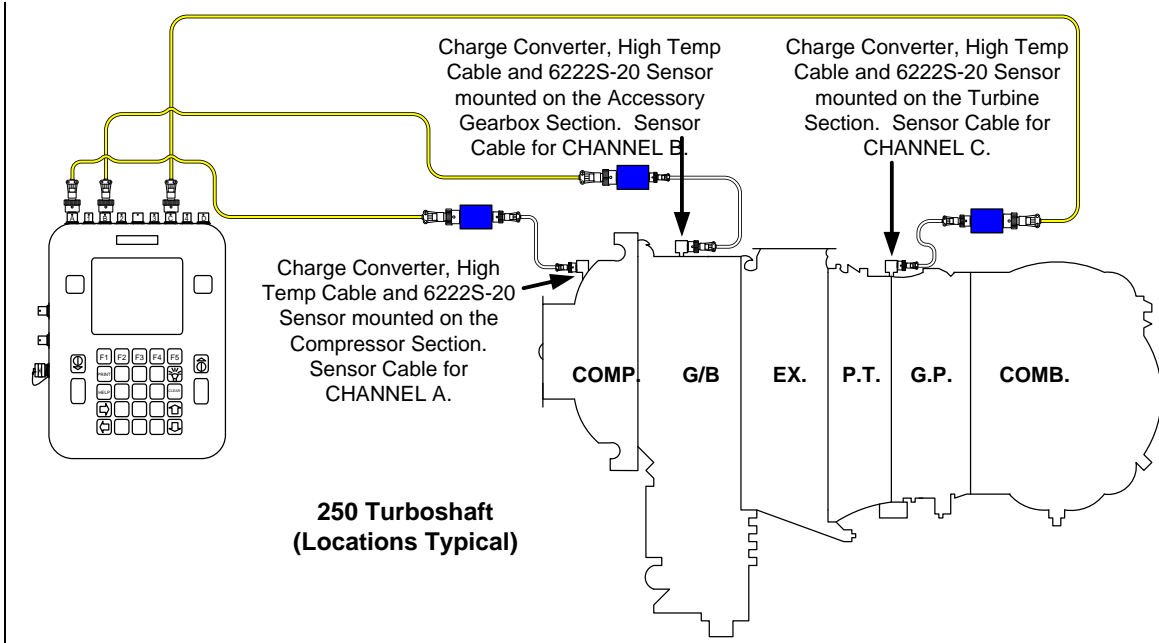 Charge Converter, High Temp
Cable and 6222S-20 Sensor
mounted on the Accessory
Gearbox Section. Sensor
Cable for CHANNEL B.
Charge Converter, High Temp
Cable and 6222S-20 Sensor
mounted on the Turbine
Section. Sensor Cable for
CHANNEL C.
Charge Converter, High
Temp Cable and 6222S-20
Sensor mounted on the
Compressor Section.
Sensor Cable for
CHANNEL A.
F1 F2 F3 F4 F5
PRINT
HELP CLEAR
COMP. G/B EX. P.T. G.P. COMB.
250 Turboshaft
(Locations Typical)